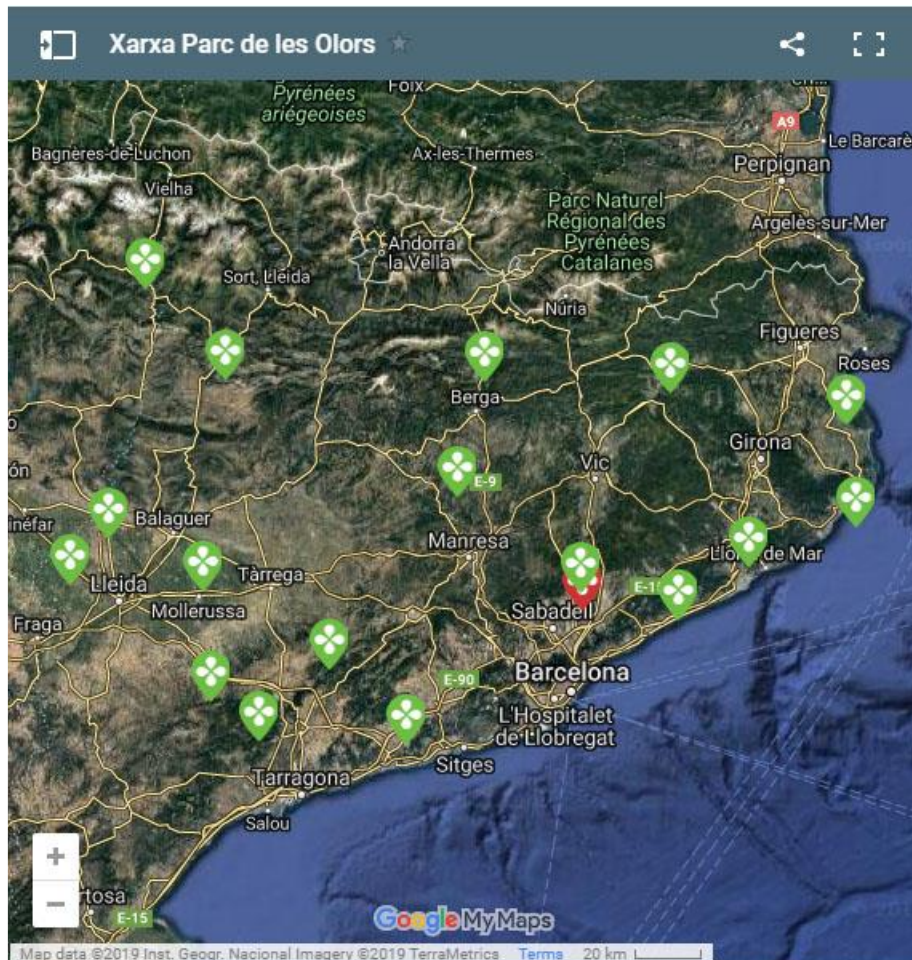 Xarxa Parc de les Olors
Pyrénées
ariégeoises
Foix
A9
Bagnères-de-Luchon
Ax-les-Thermes
Le Barcarè
Perpignan
Vielha
Parc Naturel
Régional des
Pyrénées
Catalanes
Argelès-sur-Mer
Andorra
la Vella
Sort, Lleida
Núria
Figueres
Roses
Berga
Girona
Vic
E-9
inéfar
Balaguer
Manresa
Lloret de Mar
Tàrrega
Lleida
Mollerussa
E-15
Sabadell
Fraga
E-90
Barcelona
L'Hospitalet
de Llobregat
Sitges
Tarragona
Salou
+
−
rtosa
E-15
Google My Maps
Map data ©2019 Inst. Geogr. Nacional Imagery ©2019 TerraMetrics Terms 20 km